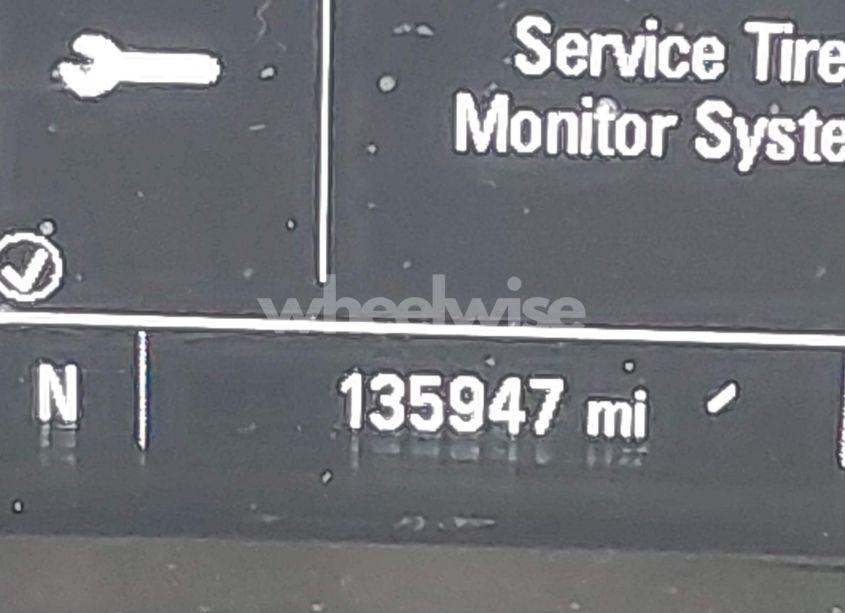 Service Tire
Monitor Syste
wheelwise
N
135947 mi